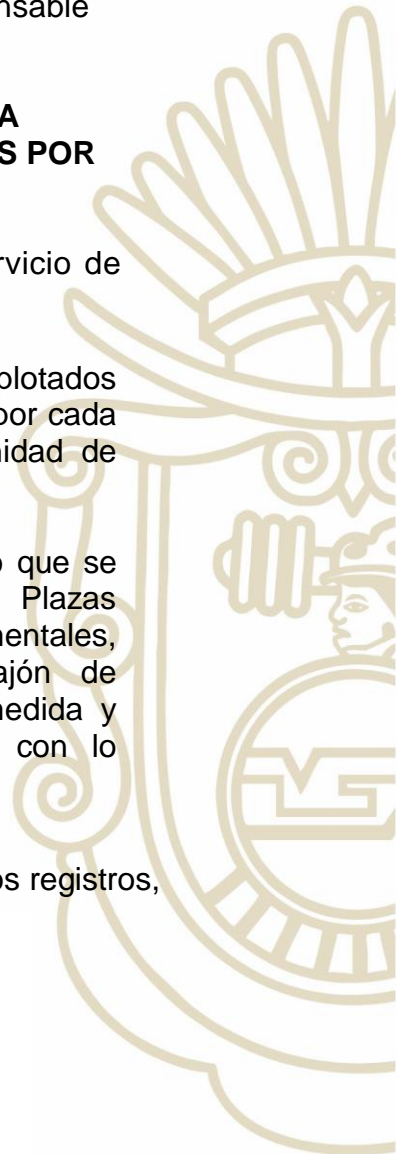 nsable
A
S POR
rvicio de
plotados
por cada
nidad de
o que se
Plazas
mentales,
ajón de
medida y
con lo
os registros,